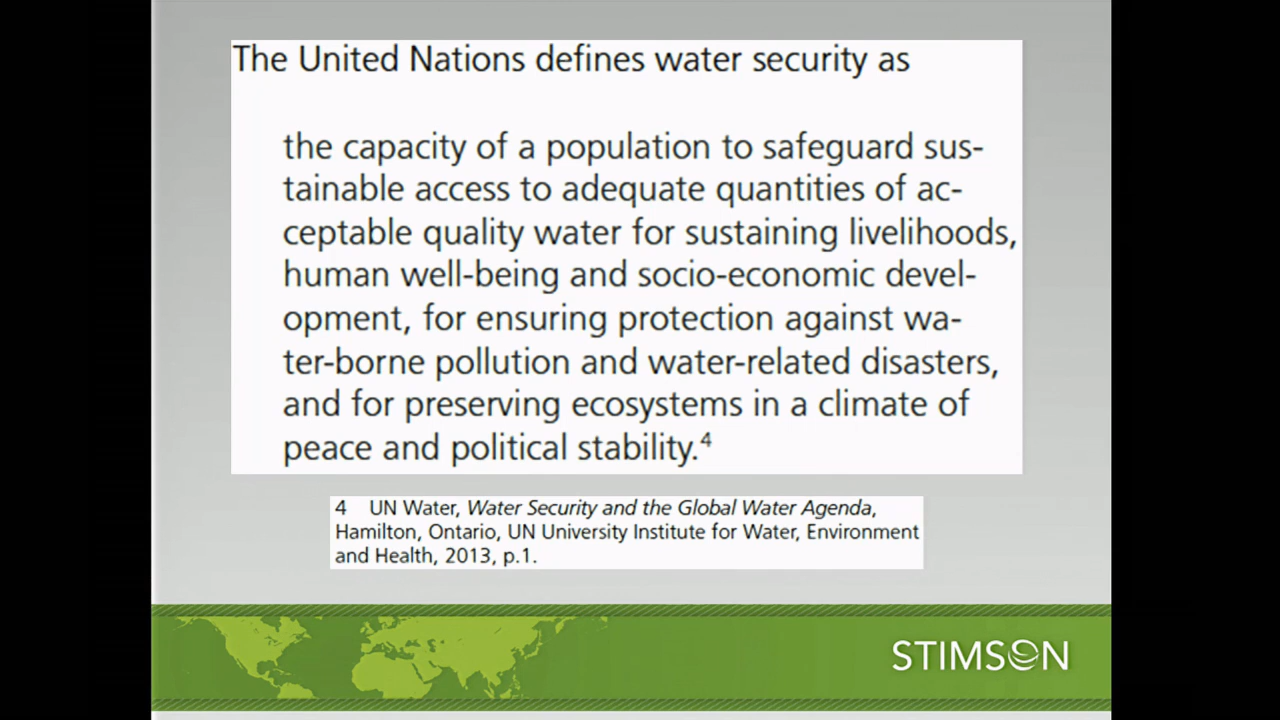 The United Nations defines water security as
the capacity of a population to safeguard sus-
tainable access to adequate quantities of ac-
ceptable quality water for sustaining livelihoods,
human well-being and socio-economic devel-
opment, for ensuring protection against wa-
ter-borne pollution and water-related disasters,
and for preserving ecosystems in a climate of
peace and political stability.⁴
4 UN Water, Water Security and the Global Water Agenda,
Hamilton, Ontario, UN University Institute for Water, Environment
and Health, 2013, p.1.
STIMSON